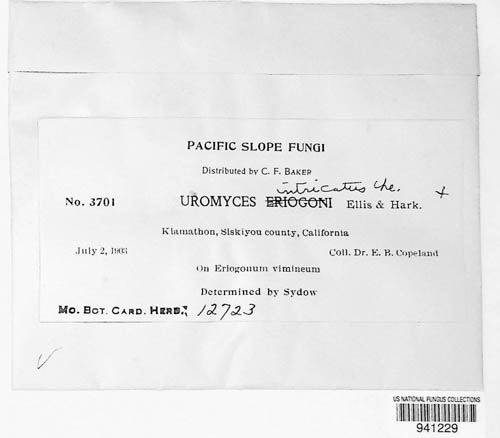 PACIFIC SLOPE FUNGI
Distributed by C. F. BAKER
intricatus Cke.
No. 3701 UROMYCES ERIOGONI Ellis & Hark. +
Klamathon, Siskiyou county, California
July 2, 1903 Coll. Dr. E. B. Copeland
On Eriogonum vimineum
Determined by Sydow
MO. BOT. GARD. HERB. 12723
US NATIONAL FUNGUS COLLECTIONS
941229